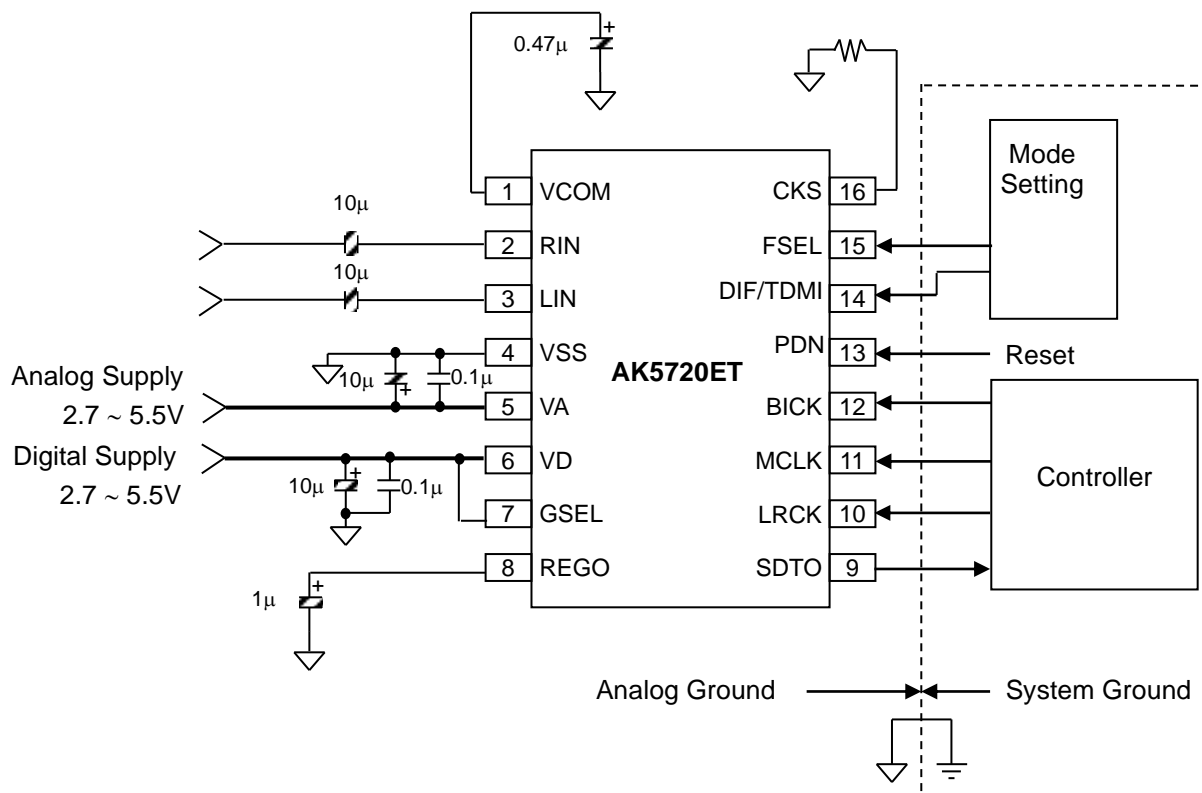 +
0.47μ
Mode
Setting
1 VCOM CKS 16
10μ
2 RIN FSEL 15
10μ
3 LIN DIF/TDMI 14
4 VSS PDN 13 Reset
AK5720ET
Analog Supply
2.7 ~ 5.5V
10μ + 0.1μ
5 VA BICK 12
Digital Supply
2.7 ~ 5.5V
6 VD MCLK 11
Controller
10μ + 0.1μ
7 GSEL LRCK 10
8 REGO SDTO 9
1μ +
Analog Ground System Ground